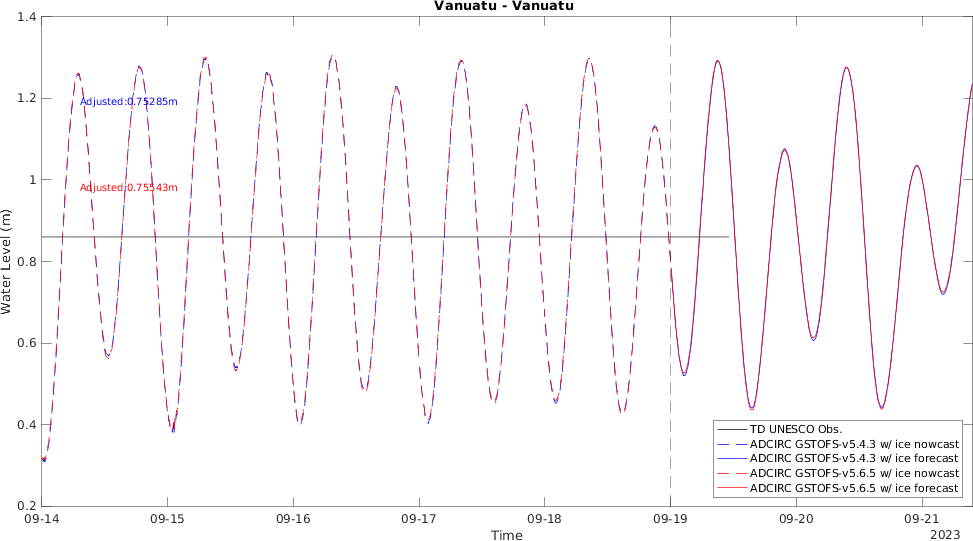 Vanuatu - Vanuatu
1.4
1.2
1
0.8
0.6
0.4
0.2
Water Level (m)
Adjusted:0.75285m
Adjusted:0.75543m
TD UNESCO Obs.
ADCIRC GSTOFS-v5.4.3 w/ ice nowcast
ADCIRC GSTOFS-v5.4.3 w/ ice forecast
ADCIRC GSTOFS-v5.6.5 w/ ice nowcast
ADCIRC GSTOFS-v5.6.5 w/ ice forecast
09-14 09-15 09-16 09-17 09-18 09-19 09-20 09-21
Time
2023